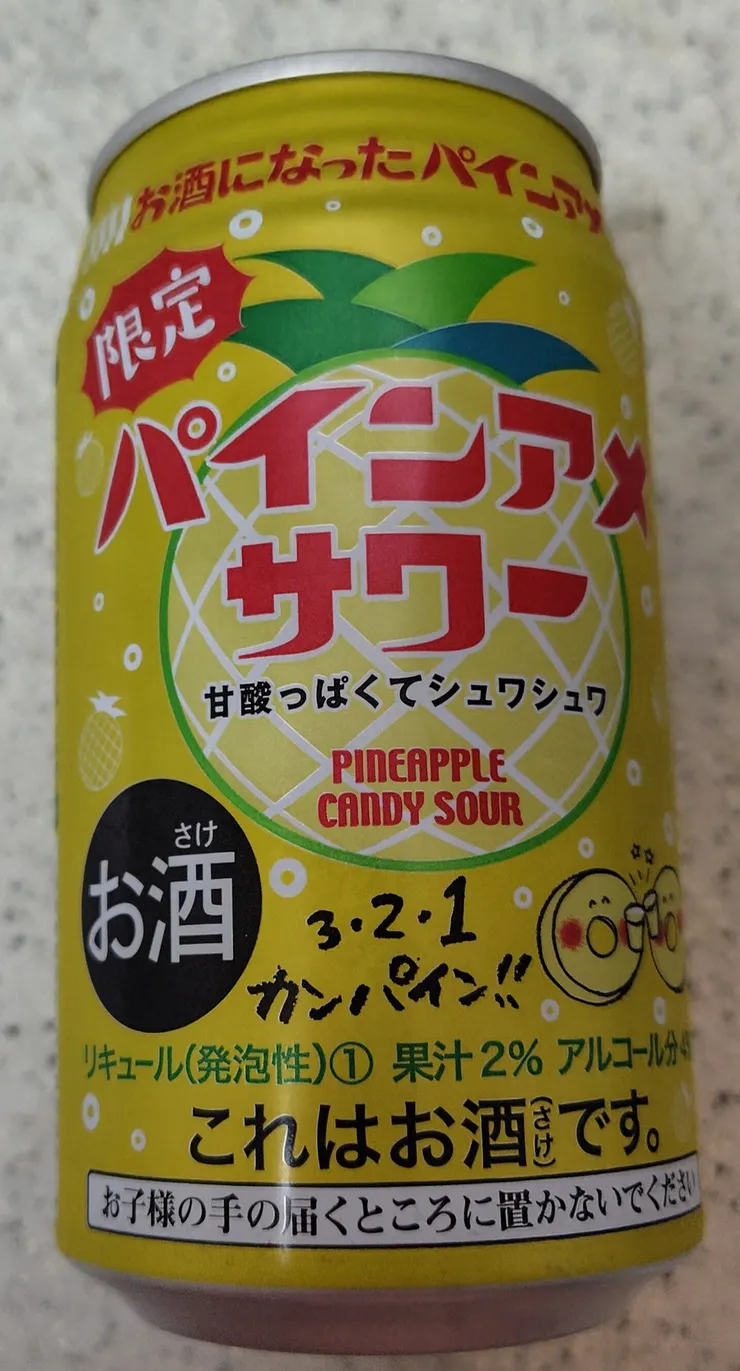 お酒になったパインアメ
限定
パインアメ
サワー
甘酸っぱくてシュワシュワ
PINEAPPLE
CANDY SOUR
さけ
お酒
3・2・1
カンパイン!!
リキュール(発泡性)① 果汁2% アルコール分4%
これはお酒(さけ)です。
お子様の手の届くところに置かないでください